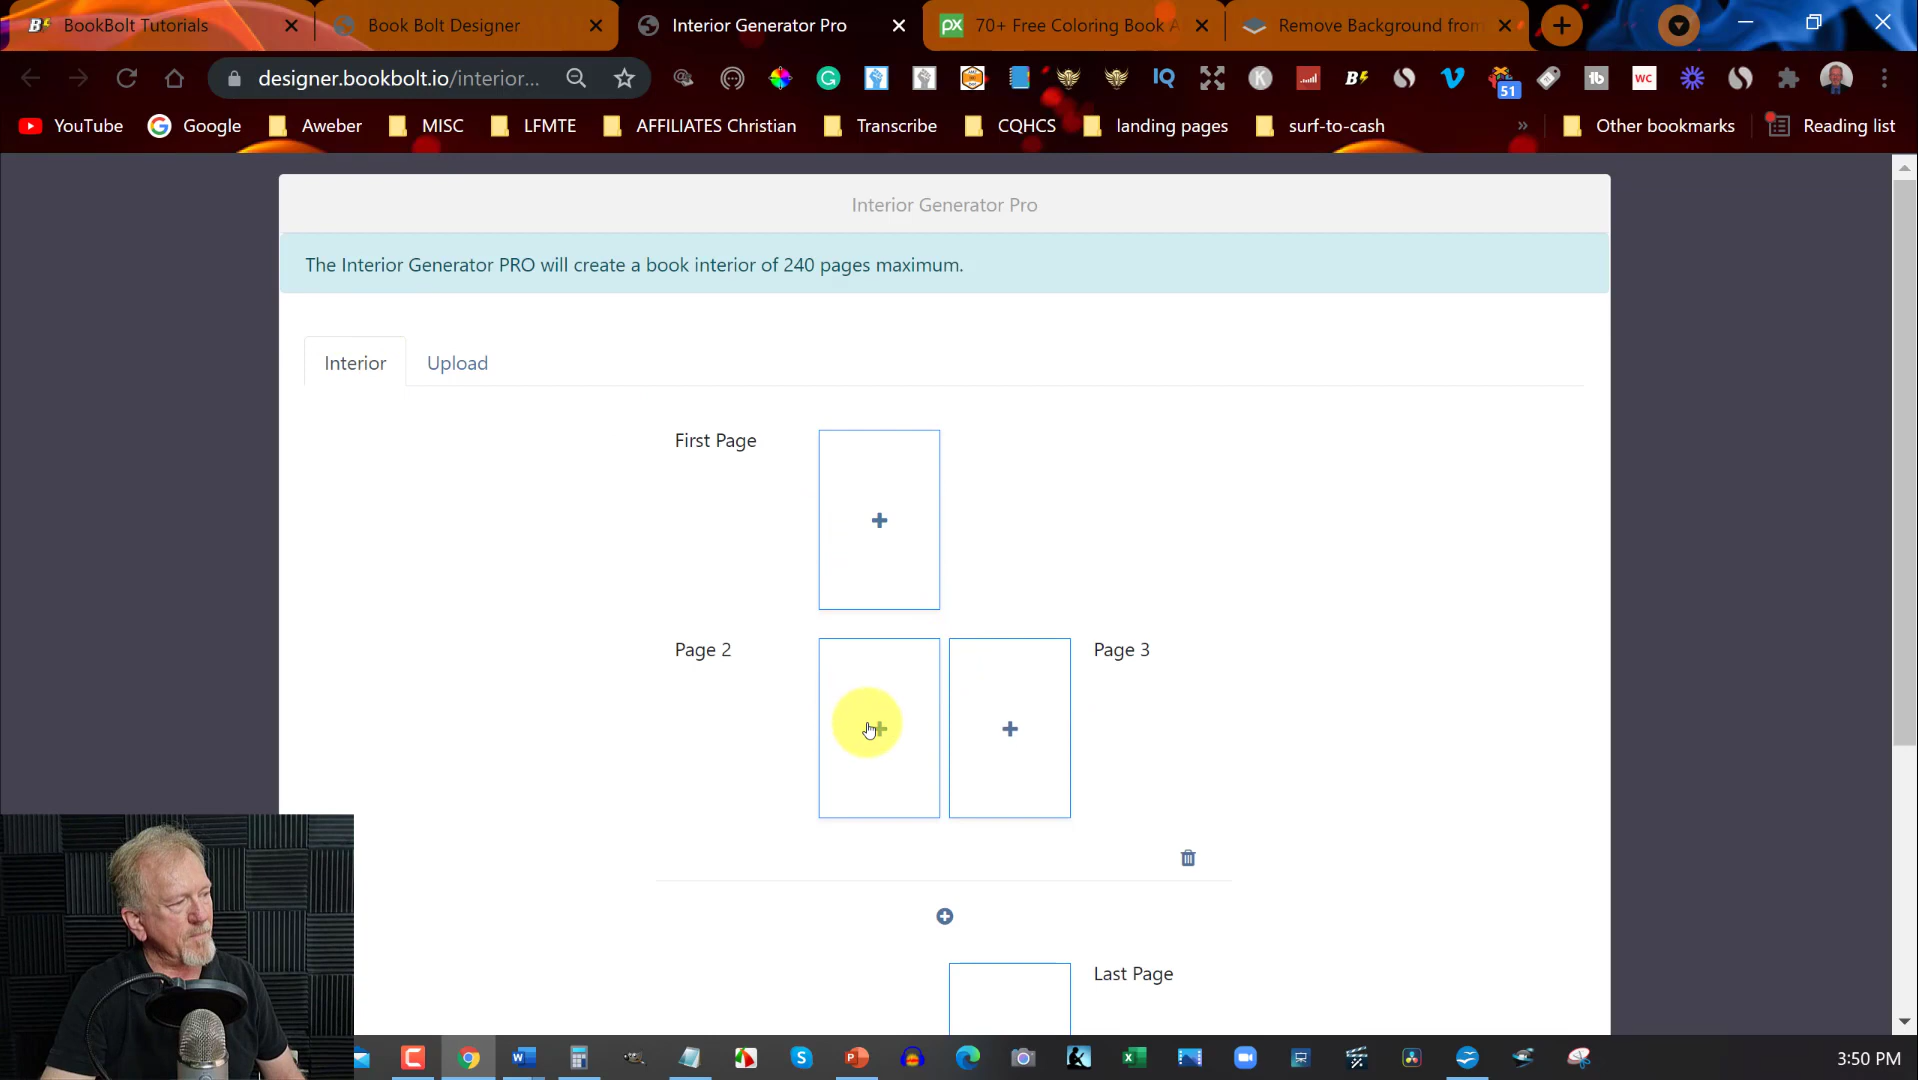 BookBolt Tutorials
Book Bolt Designer
Interior Generator Pro
70+ Free Coloring Book A
Remove Background from
designer.bookbolt.io/interior...
51
YouTube
Google
Aweber
MISC
LFMTE
AFFILIATES Christian
Transcribe
CQHCS
landing pages
surf-to-cash
»
Other bookmarks
Reading list
Interior Generator Pro
The Interior Generator PRO will create a book interior of 240 pages maximum.
Interior
Upload
First Page
Page 2
Page 3
Last Page
3:50 PM